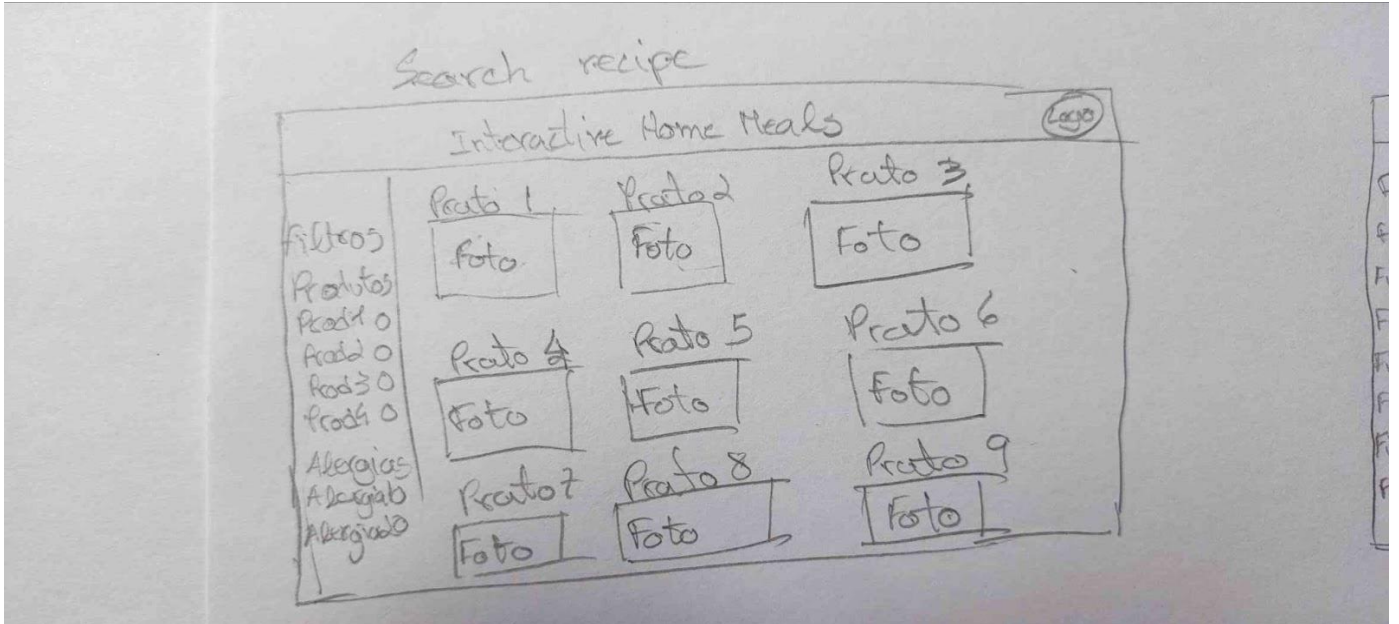 Search recipe
Interactive Home Meals
Logo
Filtros
Produtos
Prod1 O
Prod2 O
Prod3 O
Prod4 O
Alergias
Prato 1
Foto
Prato 2
Foto
Prato 3
Foto
Prato 4
Foto
Prato 5
Foto
Prato 6
Foto
Prato 7
Foto
Prato 8
Foto
Prato 9
Foto